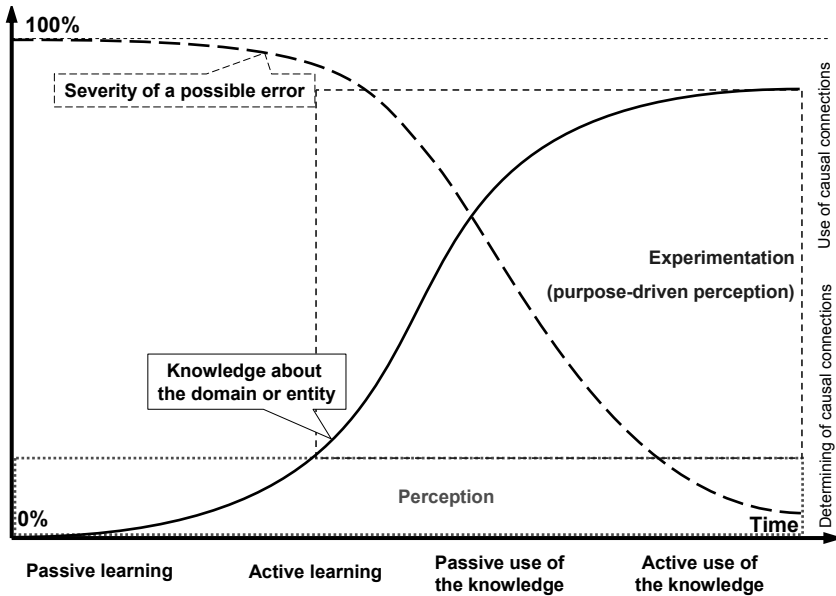 100%
Severity of a possible error
Use of causal connections
Experimentation
(purpose-driven perception)
Knowledge about
the domain or entity
Determining of causal connections
Perception
0%
Time
Passive learning
Active learning
Passive use of
the knowledge
Active use of
the knowledge